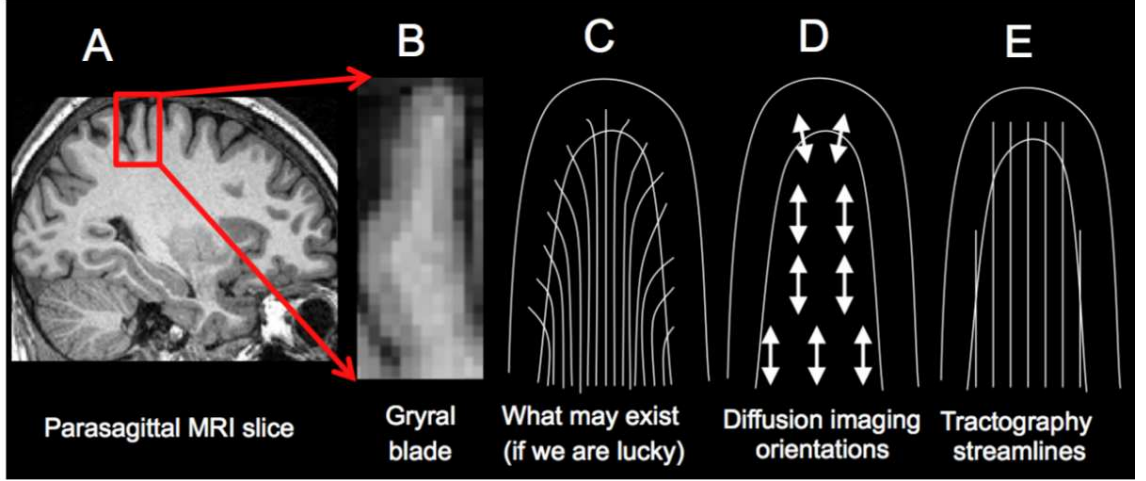 A
B
C
D
E
Parasagittal MRI slice
Gryral
blade
What may exist
(if we are lucky)
Diffusion imaging
orientations
Tractography
streamlines